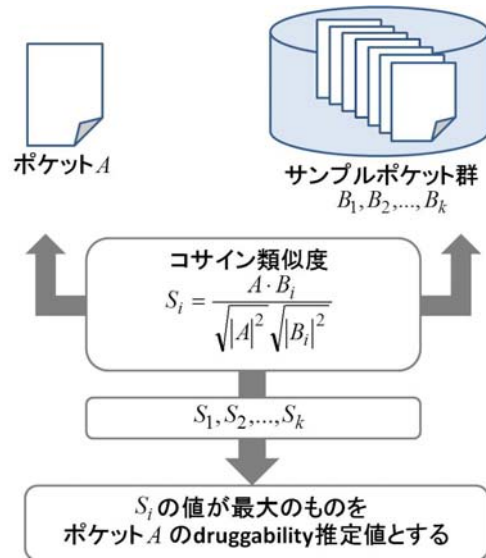 ポケットA
サンプルポケット群
B₁,B₂,...,Bₖ
コサイン類似度
Sᵢ = A · Bᵢ / √|A|² √|Bᵢ|²
S₁,S₂,...,Sₖ
Sᵢの値が最大のものを
ポケットAのdruggability推定値とする